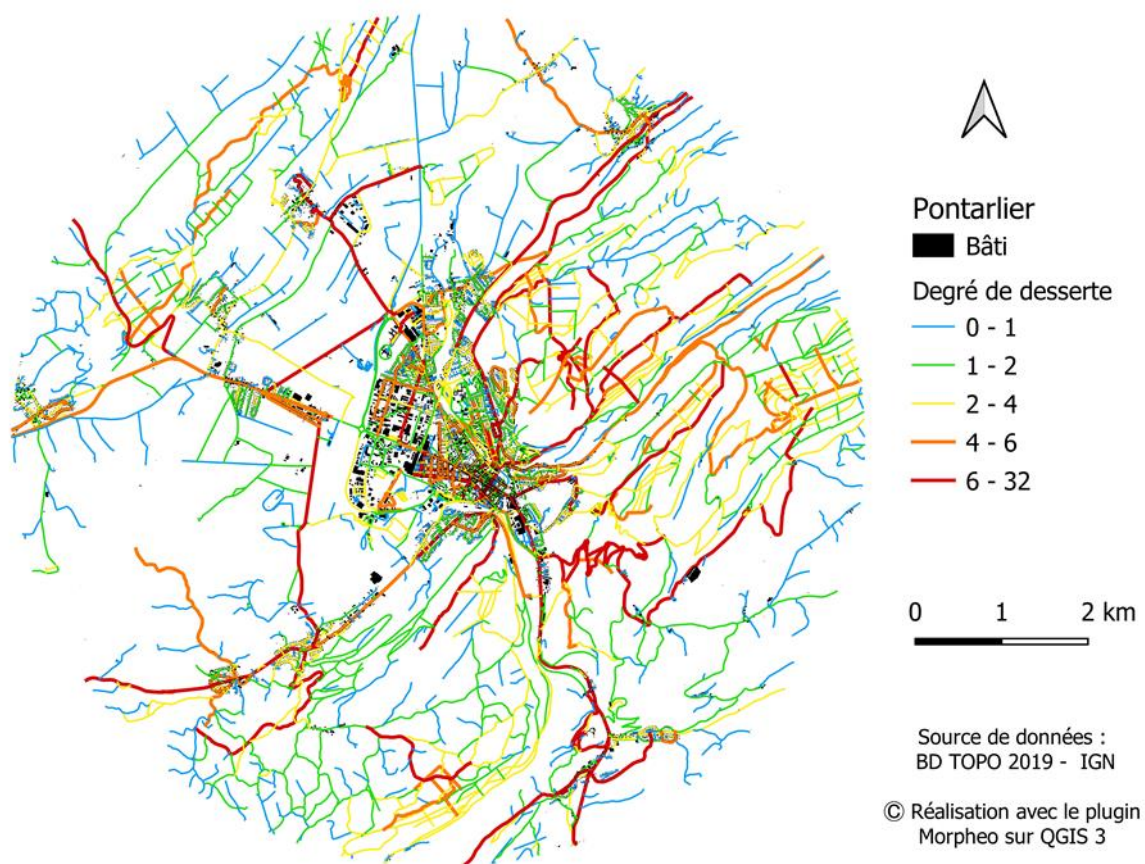 Pontarlier
Bâti
Degré de desserte
0 - 1
1 - 2
2 - 4
4 - 6
6 - 32
0 1 2 km
Source de données :
BD TOPO 2019 - IGN
© Réalisation avec le plugin
Morpheo sur QGIS 3